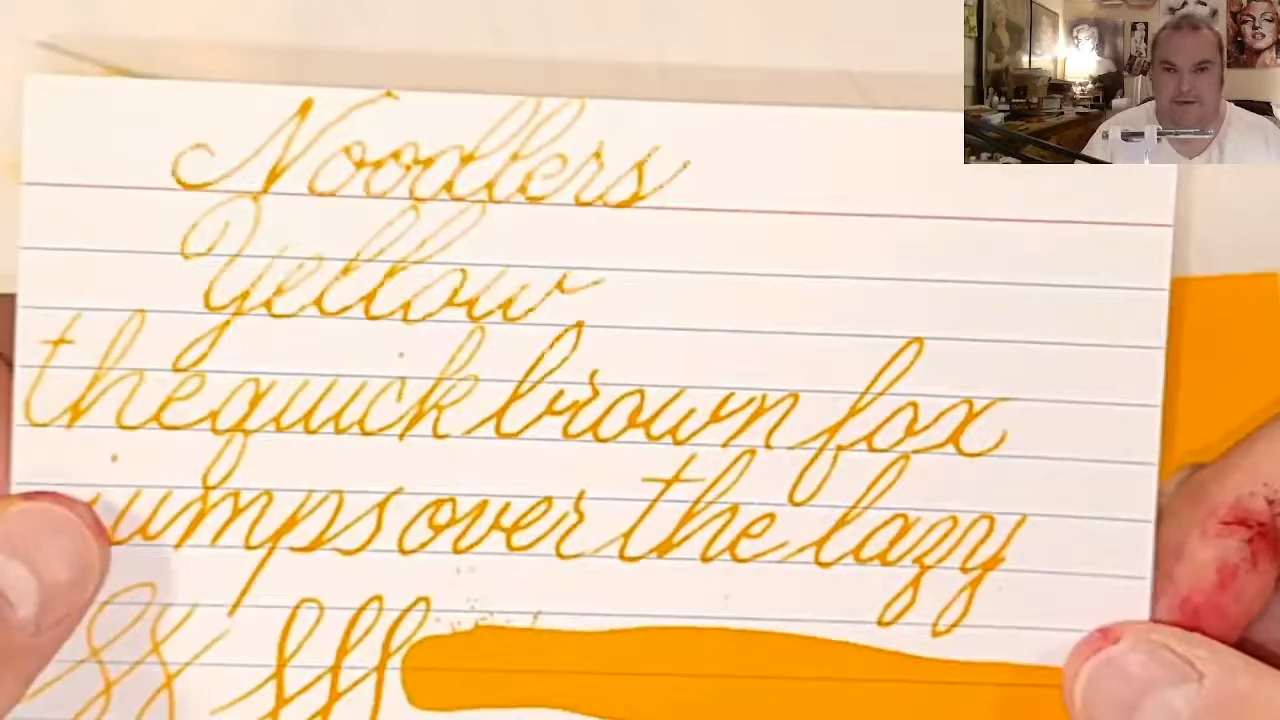 Noodlers
Yellow
the quick brown fox
jumps over the lazy